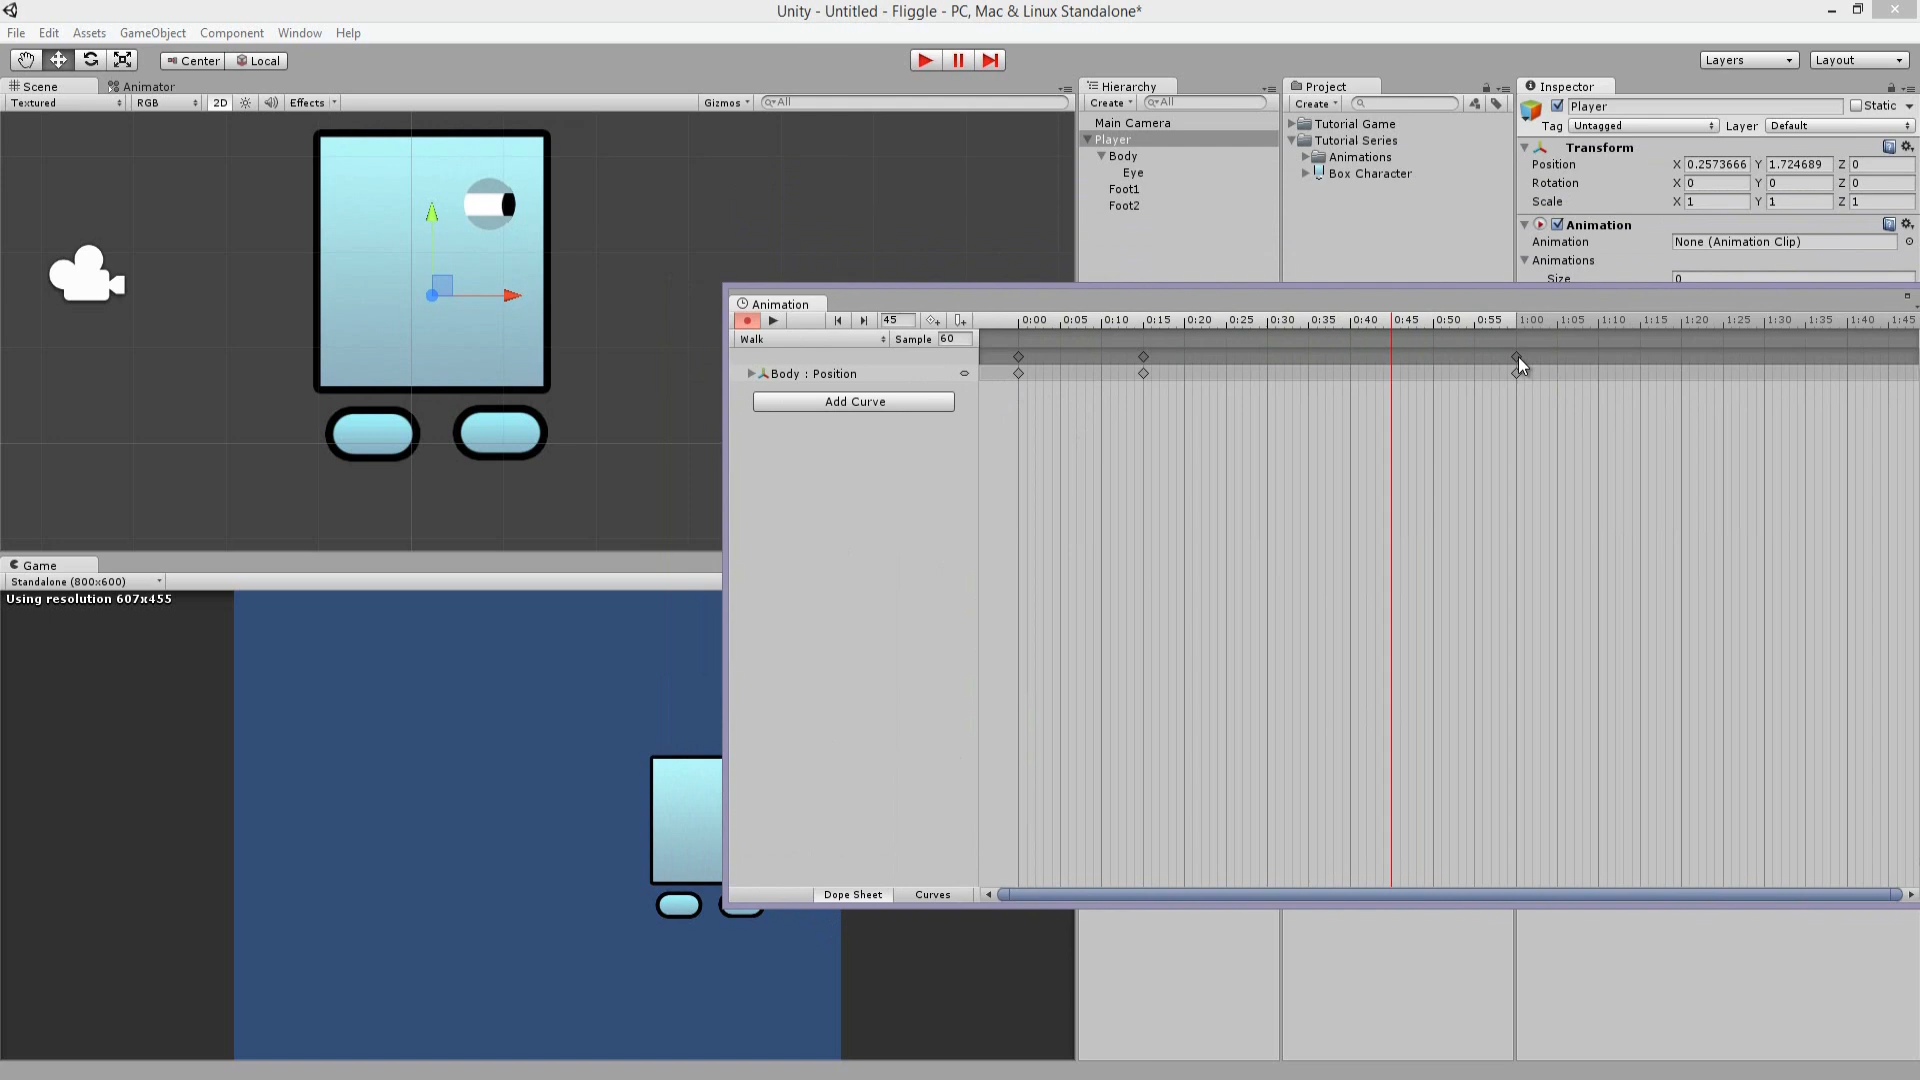 Unity - Untitled - Fliggle - PC, Mac & Linux Standalone*
File Edit Assets GameObject Component Window Help
Center Local Layers Layout
Scene Animator
Textured RGB 2D Effects Gizmos All
Hierarchy
Create All
Main Camera
Player
Body
Eye
Foot1
Foot2
Project
Create
Tutorial Game
Tutorial Series
Animations
Box Character
Inspector
Player Static
Tag Untagged Layer Default
Transform
Position X 0.2573666 Y 1.724689 Z 0
Rotation X 0 Y 0 Z 0
Scale X 1 Y 1 Z 1
Animation
Animation None (Animation Clip)
Animations
Size 0
Animation
45 0:00 0:05 0:10 0:15 0:20 0:25 0:30 0:35 0:40 0:45 0:50 0:55 1:00 1:05 1:10 1:15 1:20 1:25 1:30 1:35 1:40 1:45
Walk Sample 60
Body : Position
Add Curve
Dope Sheet Curves
Game
Standalone (800x600)
Using resolution 607x455